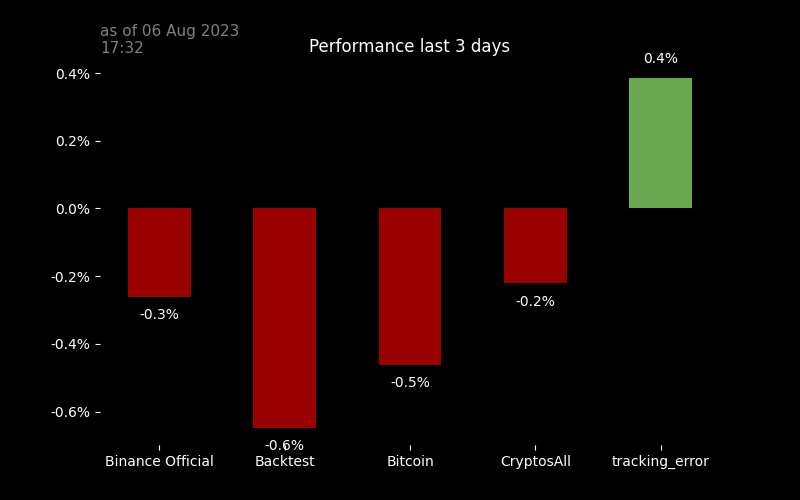 as of 06 Aug 2023
17:32
Performance last 3 days
0.4%
0.4%
0.2%
0.0%
-0.2%
-0.4%
-0.6%
-0.3%
-0.6%
-0.5%
-0.2%
Binance Official
Backtest
Bitcoin
CryptosAll
tracking_error